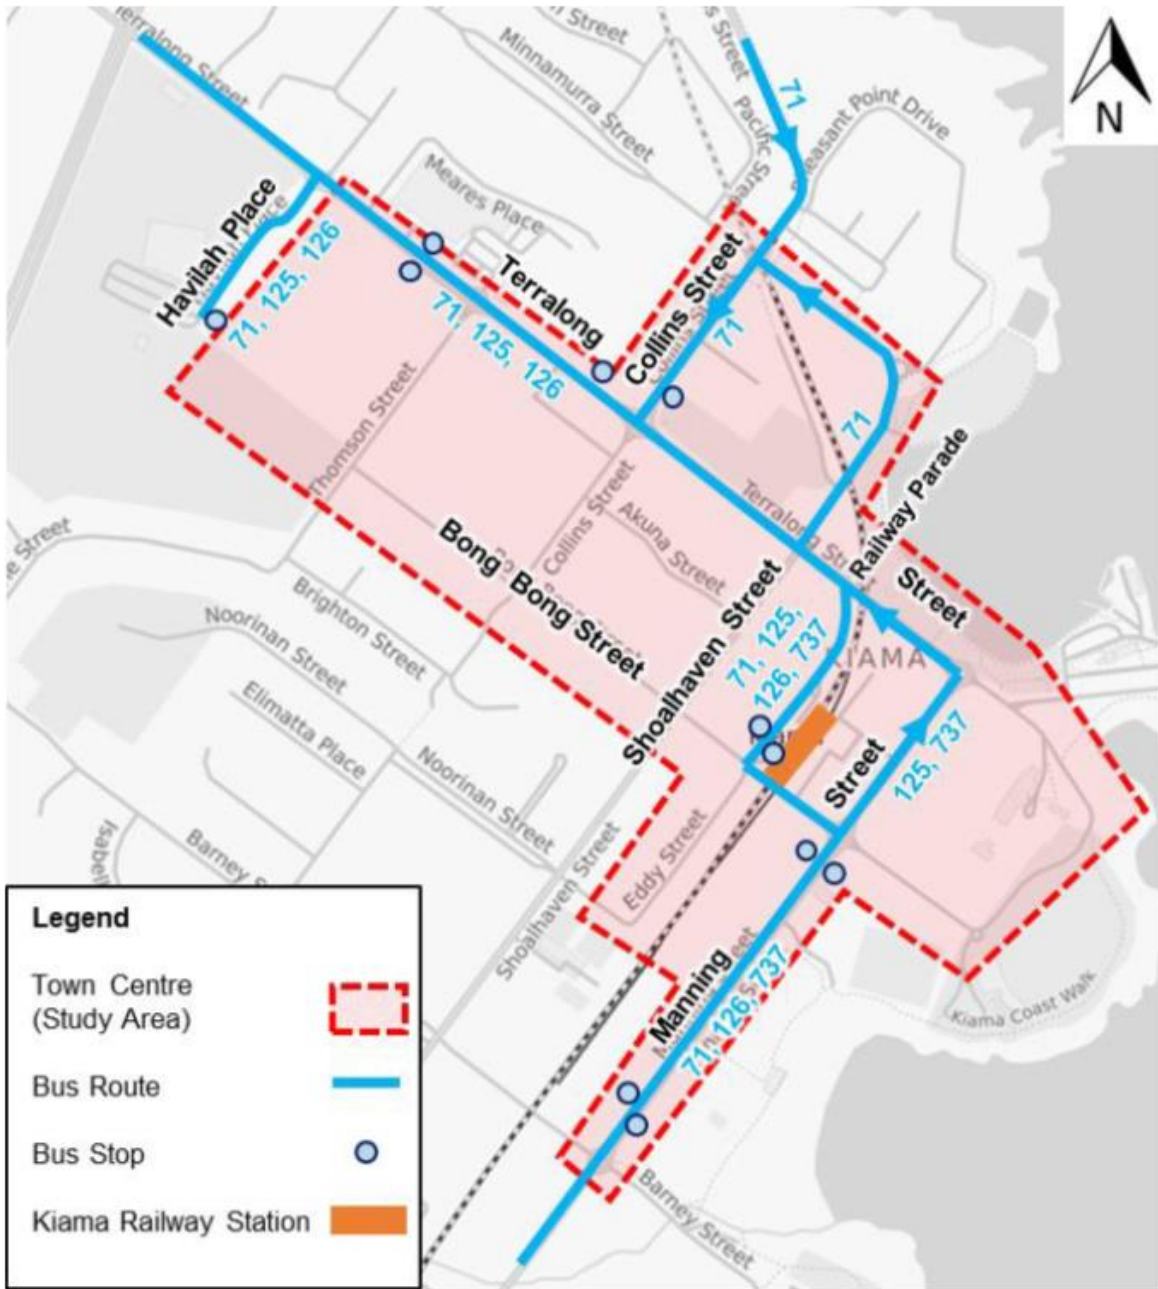 Terralong Street
Street
Minnamurra Street
s Street
Pacific Street
71
Pheasant Point Drive
N
Meares Place
Havilah Place
71, 125, 126
Terralong
71, 125, 126
Collins Street
71
71
Thomson Street
Collins Street
Akuna Street
Terralong Street
Railway Parade
Street
Bong Bong Street
Shoalhaven Street
71, 125,
126, 737
KIAMA
Street
125, 737
ne Street
Brighton Street
Noorinan Street
Elimatta Place
Noorinan Street
Barney S
Isabel
Eddy Street
Shoalhaven Street
Manning
71, 126, 737
Kiama Coast Walk
Barney Street
Legend
Town Centre
(Study Area)
Bus Route
Bus Stop
Kiama Railway Station